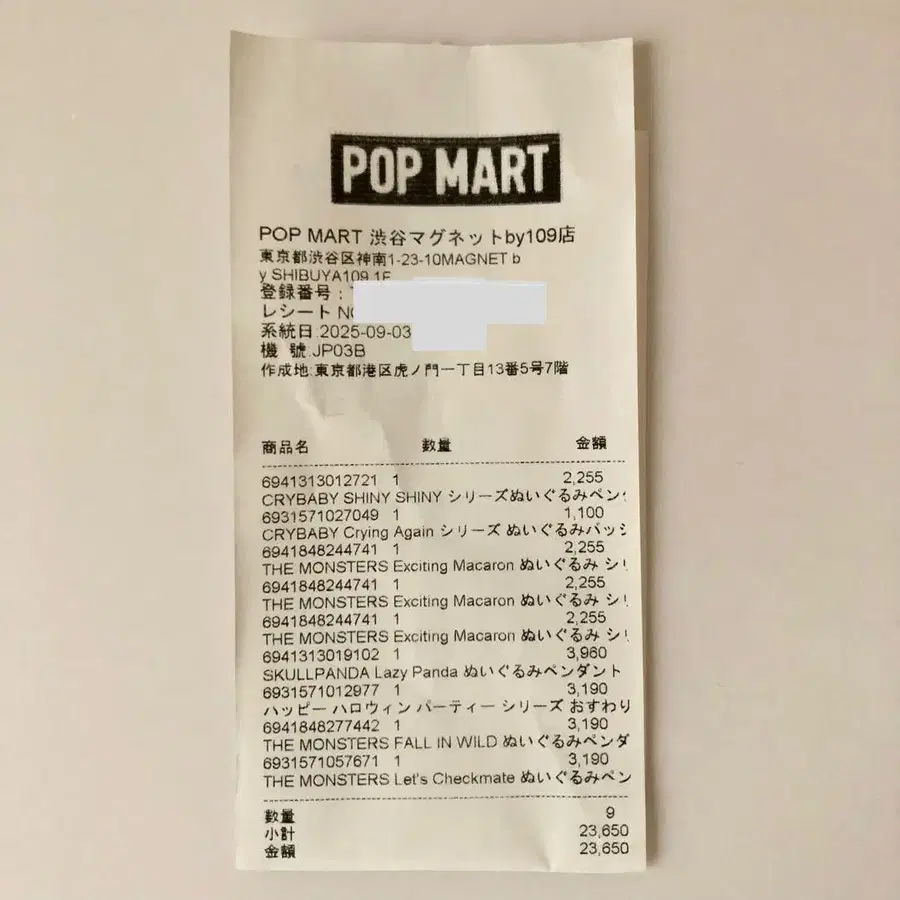 POP MART
POP MART 渋谷マグネットby109店
東京都渋谷区神南1-23-10MAGNET b
y SHIBUYA109 1F
登録番号：
レシート NO
系統日:2025-09-03
機 號:JP03B
作成地:東京都港区虎ノ門一丁目13番5号7階
商品名 數量 金額
6941313012721 1 2,255
CRYBABY SHINY SHINY シリーズぬいぐるみペン
6931571027049 1 1,100
CRYBABY Crying Again シリーズ ぬいぐるみバッジ
6941848244741 1 2,255
THE MONSTERS Exciting Macaron ぬいぐるみ シリ
6941848244741 1 2,255
THE MONSTERS Exciting Macaron ぬいぐるみ シリ
6941848244741 1 2,255
THE MONSTERS Exciting Macaron ぬいぐるみ シリ
6941313019102 1 3,960
SKULLPANDA Lazy Panda ぬいぐるみペンダント
6931571012977 1 3,190
ハッピー ハロウィン パーティー シリーズ おすわり
6941848277442 1 3,190
THE MONSTERS FALL IN WILD ぬいぐるみペンダ
6931571057671 1 3,190
THE MONSTERS Let's Checkmate ぬいぐるみペン
數量 9
小計 23,650
金額 23,650